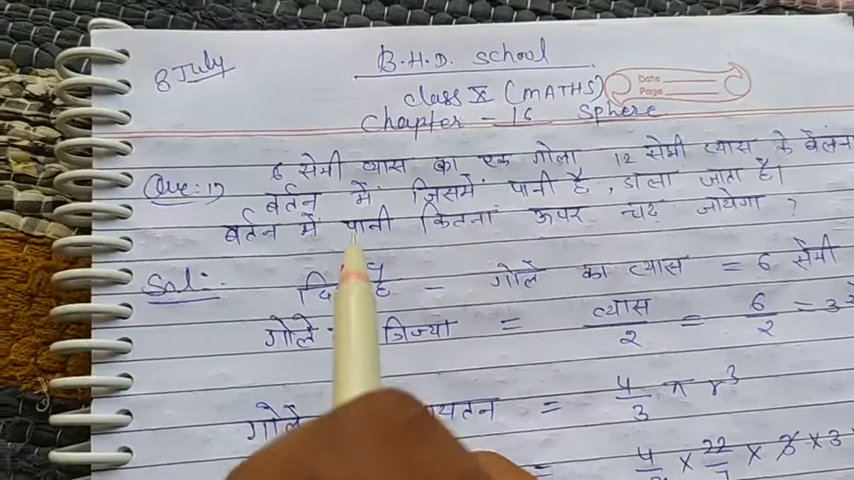 8 July
B.H.D. school
class X (MATHS)
Date
Page
Chapter - 16 Sphere
Que: 17 6 सेमी व्यास का एक गोला 12 सेमी व्यास के बेलना
बर्तन में जिसमें पानी है, डाला जाता है।
बर्तन में पानी कितना ऊपर चढ़ जायेगा ?
Sol:- है - गोले का व्यास = 6 सेमी
गोले त्रिज्या = व्यास/2 = 6/2 = 3
गोले = 4/3 π r³
= 4 × 22/7 × 3 × 3